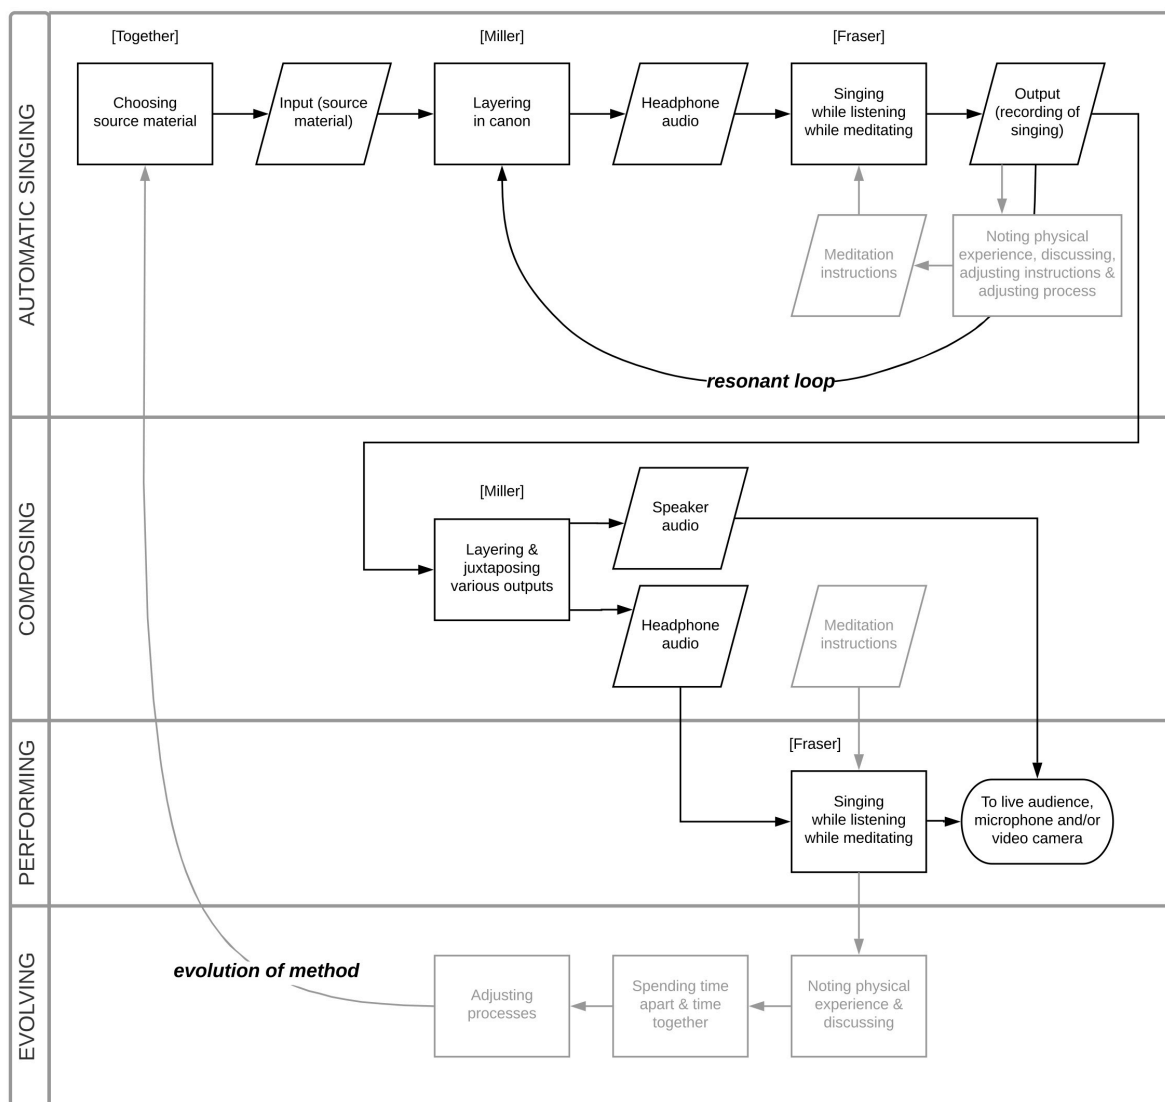 AUTOMATIC SINGING
[Together]
[Miller]
[Fraser]
Choosing
source material
Input (source
material)
Layering
in canon
Headphone
audio
Singing
while listening
while meditating
Output
(recording of
singing)
Meditation
instructions
Noting physical
experience, discussing,
adjusting instructions &
adjusting process
resonant loop
COMPOSING
[Miller]
Layering &
juxtaposing
various outputs
Speaker
audio
Headphone
audio
Meditation
instructions
PERFORMING
[Fraser]
Singing
while listening
while meditating
To live audience,
microphone and/or
video camera
EVOLVING
evolution of method
Adjusting
processes
Spending time
apart & time
together
Noting physical
experience &
discussing